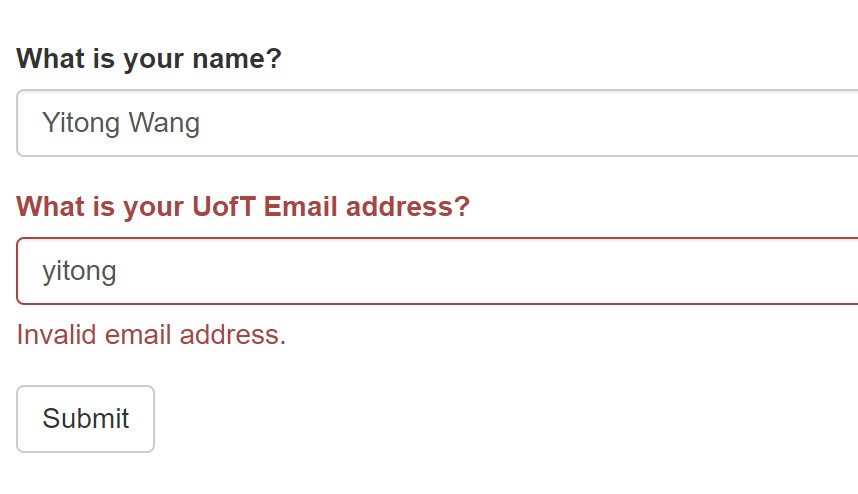 What is your name?
Yitong Wang
What is your UofT Email address?
yitong
Invalid email address.
Submit